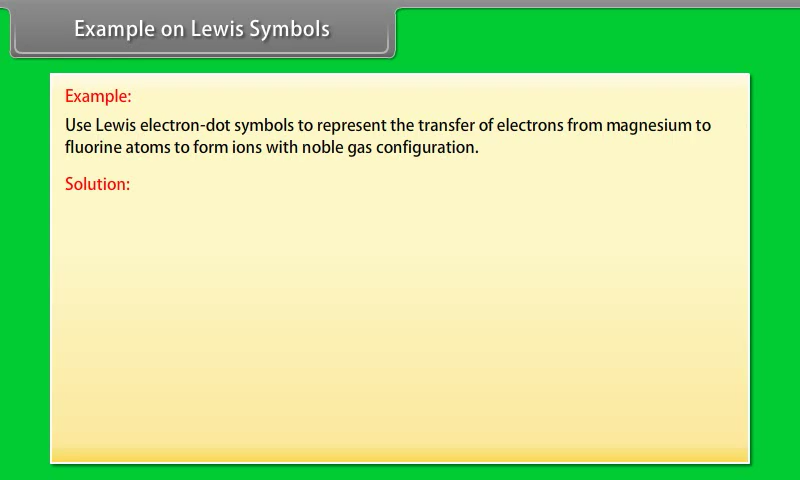 Example on Lewis Symbols
Example:
Use Lewis electron-dot symbols to represent the transfer of electrons from magnesium to
fluorine atoms to form ions with noble gas configuration.
Solution: